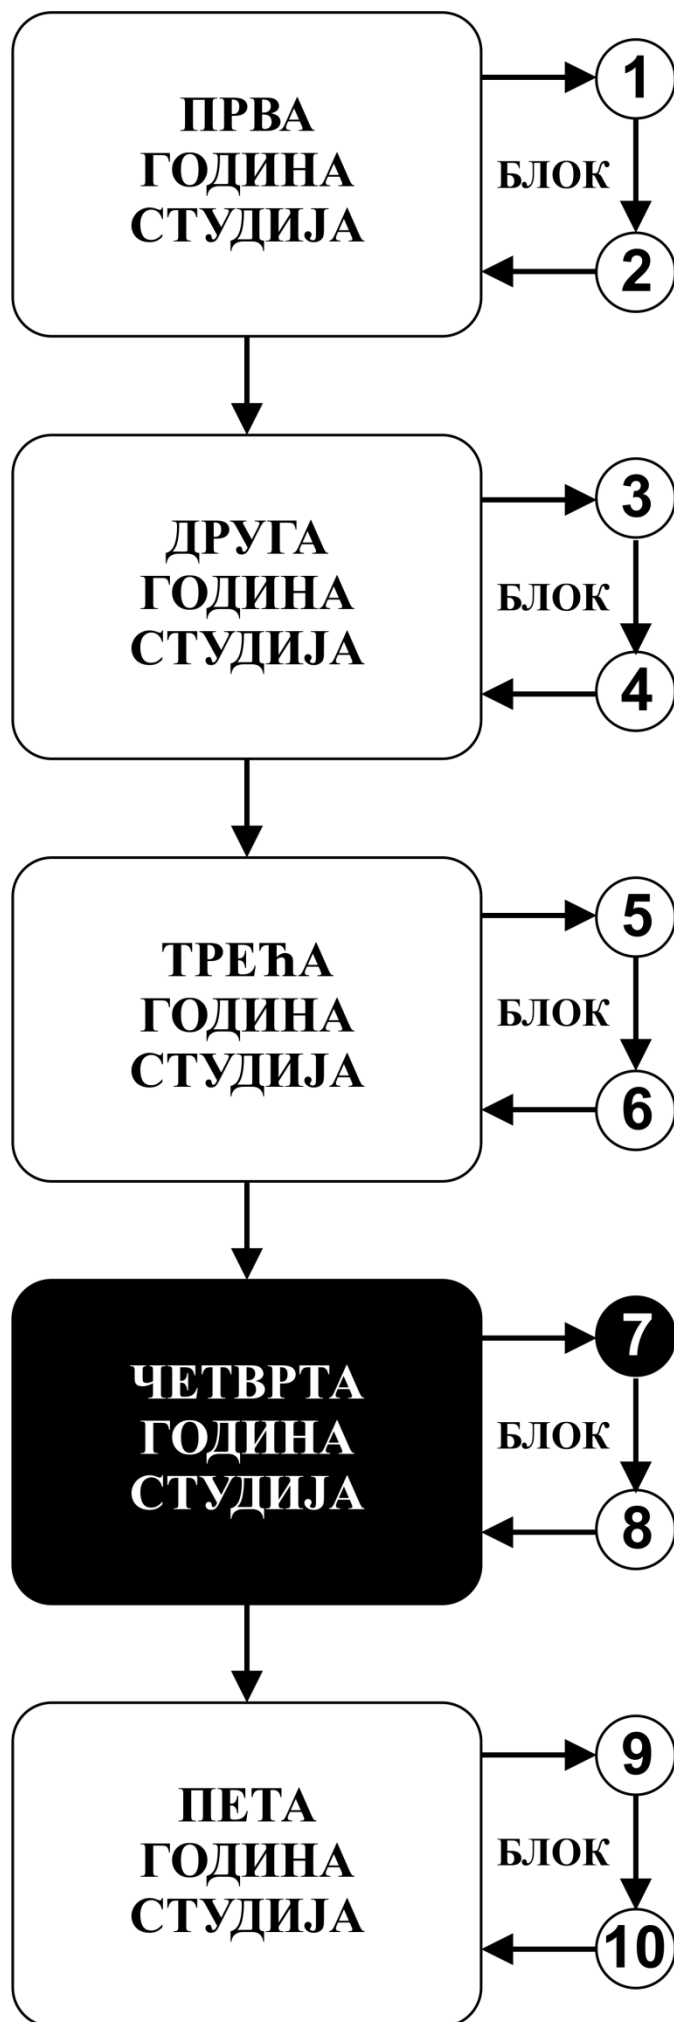 ПРВА
ГОДИНА
СТУДИЈА
1
БЛОК
2
ДРУГА
ГОДИНА
СТУДИЈА
3
БЛОК
4
ТРЕЋА
ГОДИНА
СТУДИЈА
5
БЛОК
6
ЧЕТВРТА
ГОДИНА
СТУДИЈА
7
БЛОК
8
ПЕТА
ГОДИНА
СТУДИЈА
9
БЛОК
10